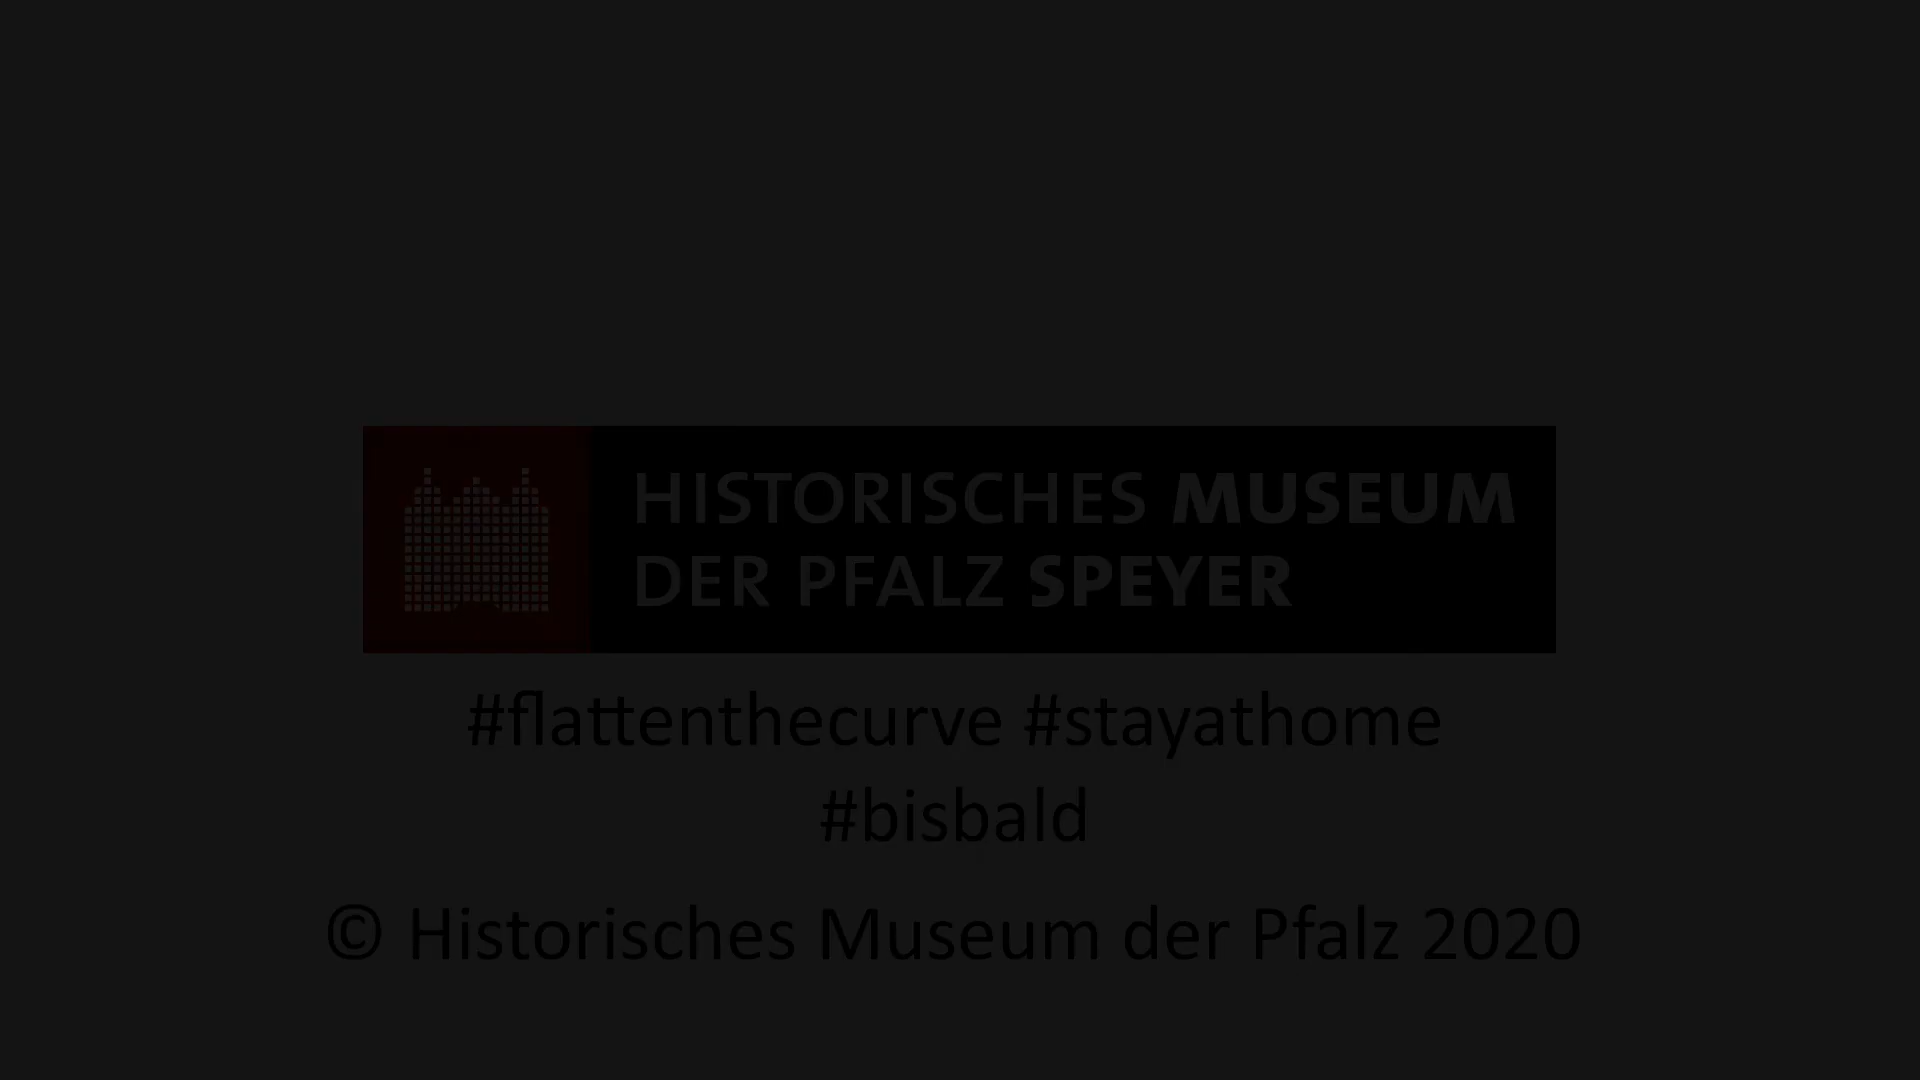 HISTORISCHES MUSEUM
DER PFALZ SPEYER
#flattenthecurve #stayathome
#bisbald
© Historisches Museum der Pfalz 2020